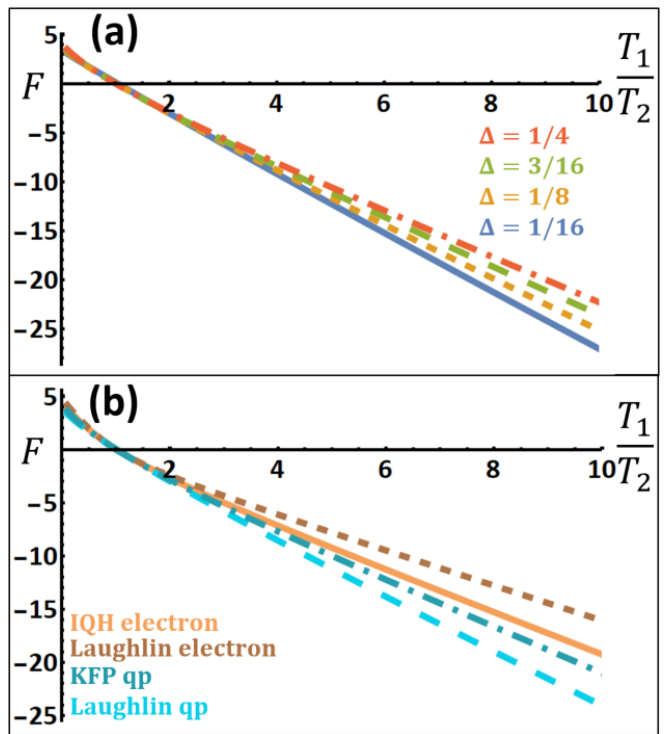 5
(a)
T₁
T₂
F
2
4
6
8
10
−5
Δ = 1/4
Δ = 3/16
−10
Δ = 1/8
−15
Δ = 1/16
−20
−25
5
(b)
T₁
T₂
F
2
4
6
8
10
−5
−10
−15
IQH electron
Laughlin electron
−20
KFP qp
Laughlin qp
−25